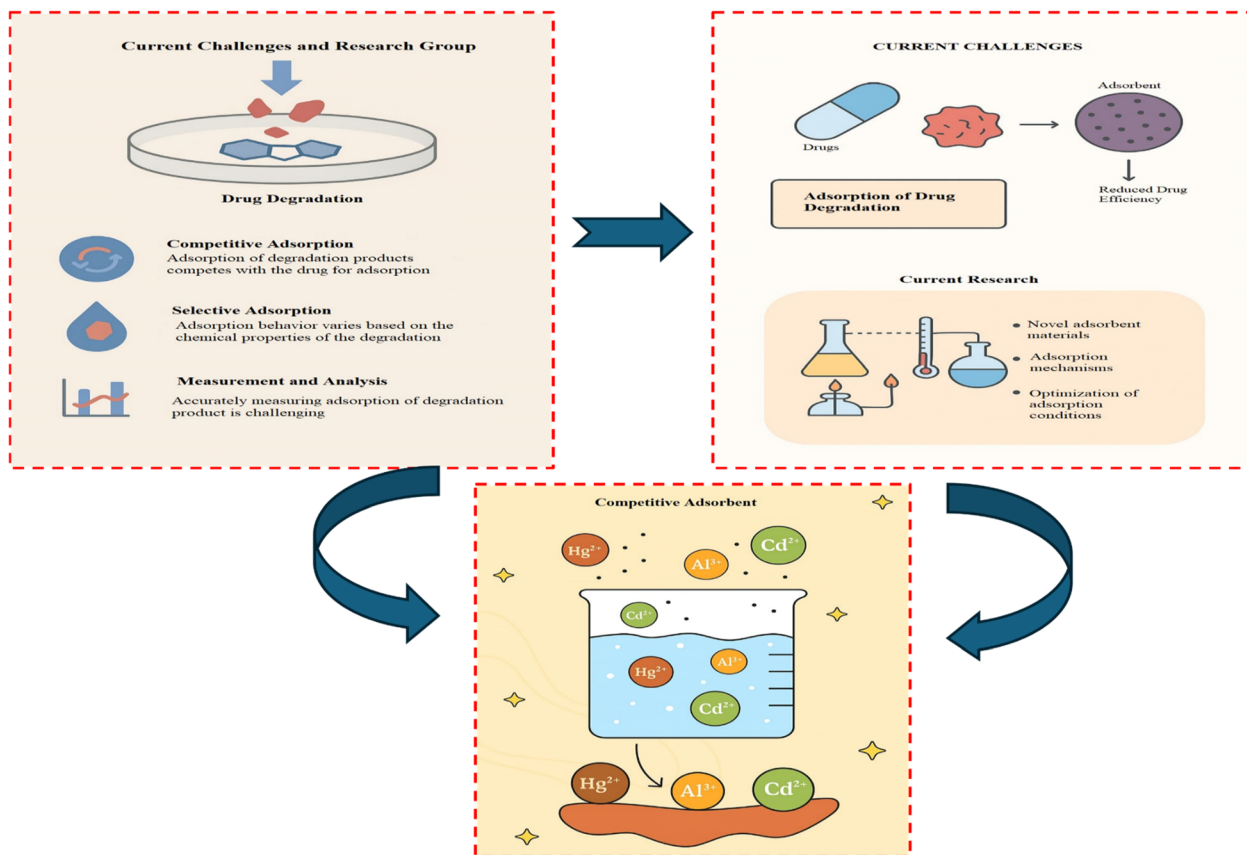 Current Challenges and Research Group
Drug Degradation
Competitive Adsorption
Adsorption of degradation products
competes with the drug for adsorption
Selective Adsorption
Adsorption behavior varies based on the
chemical properties of the degradation
Measurement and Analysis
Accurately measuring adsorption of degradation
product is challenging
CURRENT CHALLENGES
Adsorbent
Drugs
Reduced Drug
Efficiency
Adsorption of Drug
Degradation
Current Research
Novel adsorbent
materials
Adsorption
mechanisms
Optimization of
adsorption
conditions
Competitive Adsorbent
Hg²⁺
Al³⁺
Cd²⁺
Cd²⁺
Hg²⁺
Al³⁺
Cd²⁺
Hg²⁺
Al³⁺
Cd²⁺